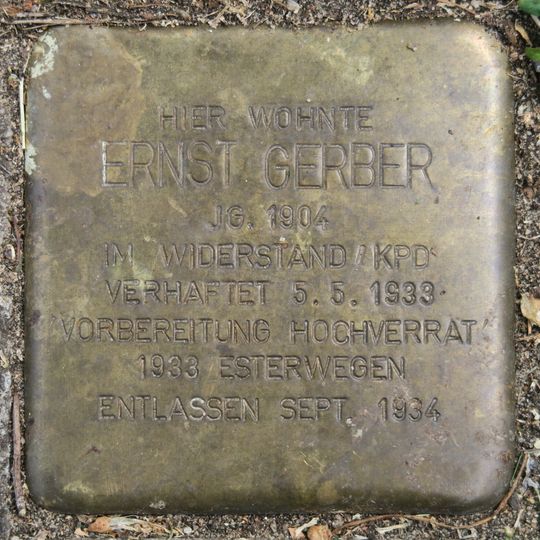 HIER WOHNTE
ERNST GERBER
JG. 1904
IM WIDERSTAND / KPD
VERHAFTET 5. 5. 1933
'VORBEREITUNG HOCHVERRAT'
1933 ESTERWEGEN
ENTLASSEN SEPT. 1934